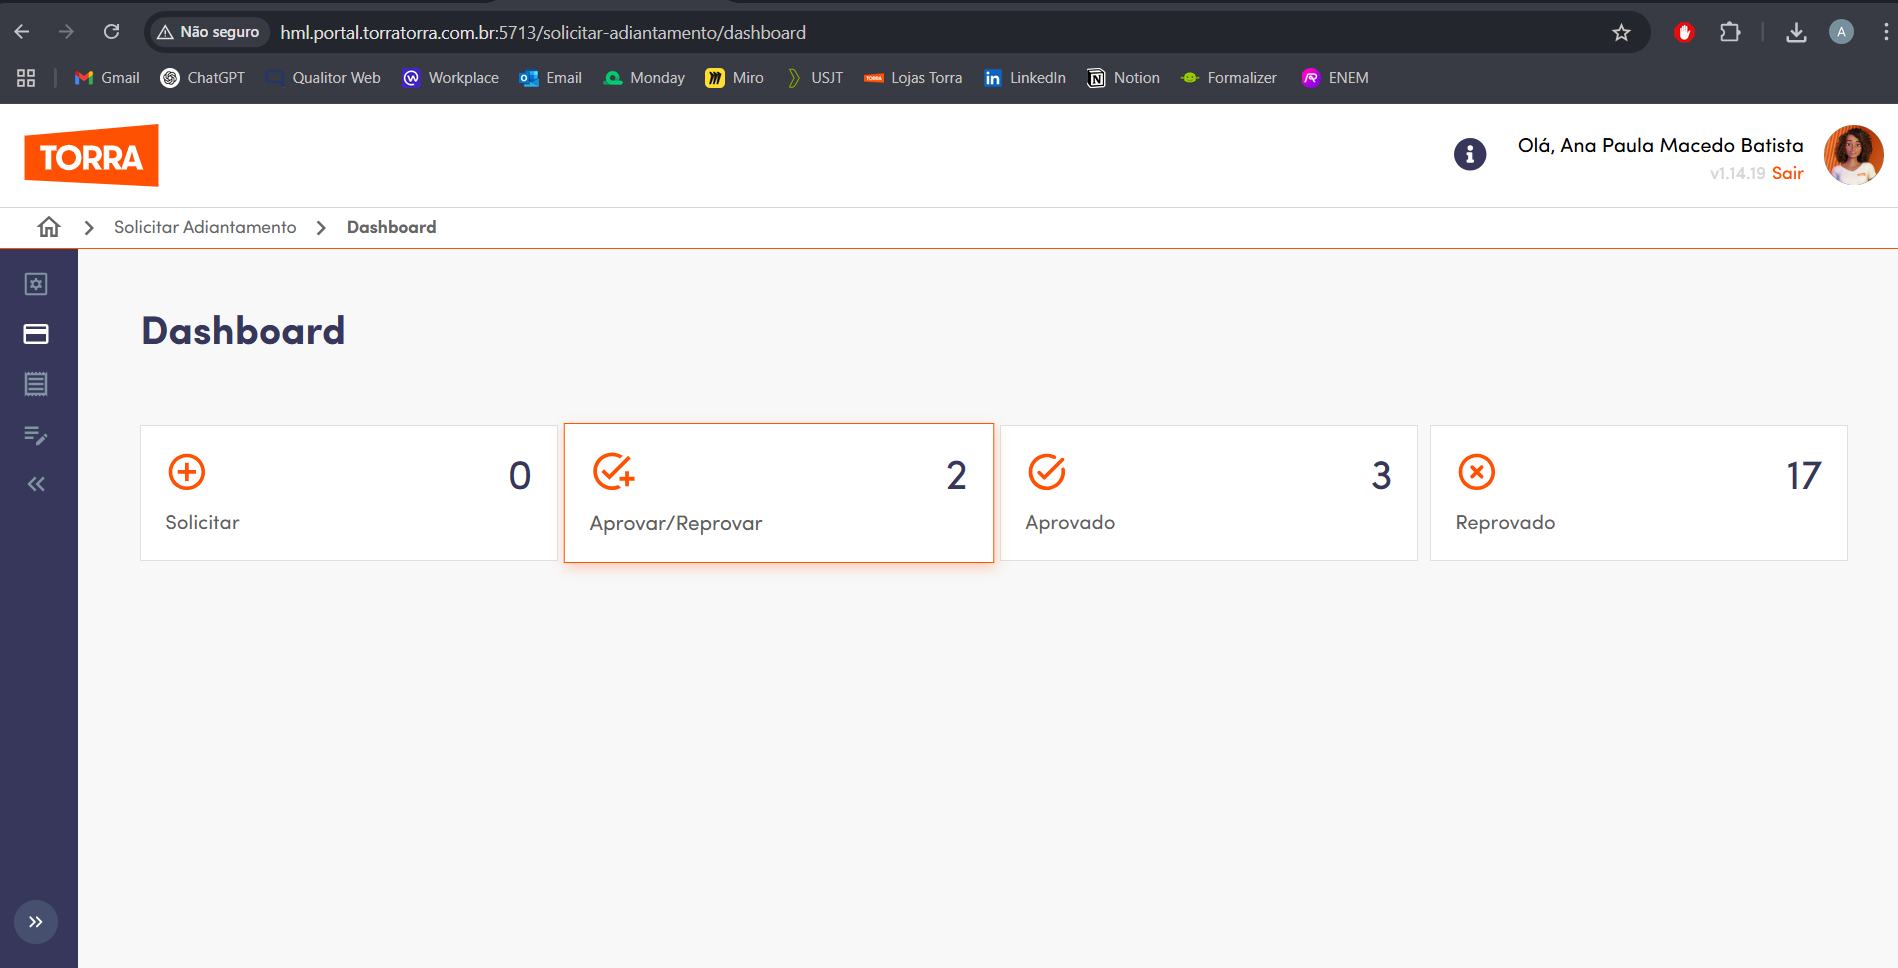 Não seguro
hml.portal.torratorra.com.br:5713/solicitar-adiantamento/dashboard
A
Gmail
ChatGPT
Qualitor Web
Workplace
Email
Monday
Miro
USJT
Lojas Torra
LinkedIn
Notion
Formalizer
ENEM
TORRA
Olá, Ana Paula Macedo Batista
v1.14.19 Sair
Solicitar Adiantamento
Dashboard
Dashboard
0
Solicitar
2
Aprovar/Reprovar
3
Aprovado
17
Reprovado